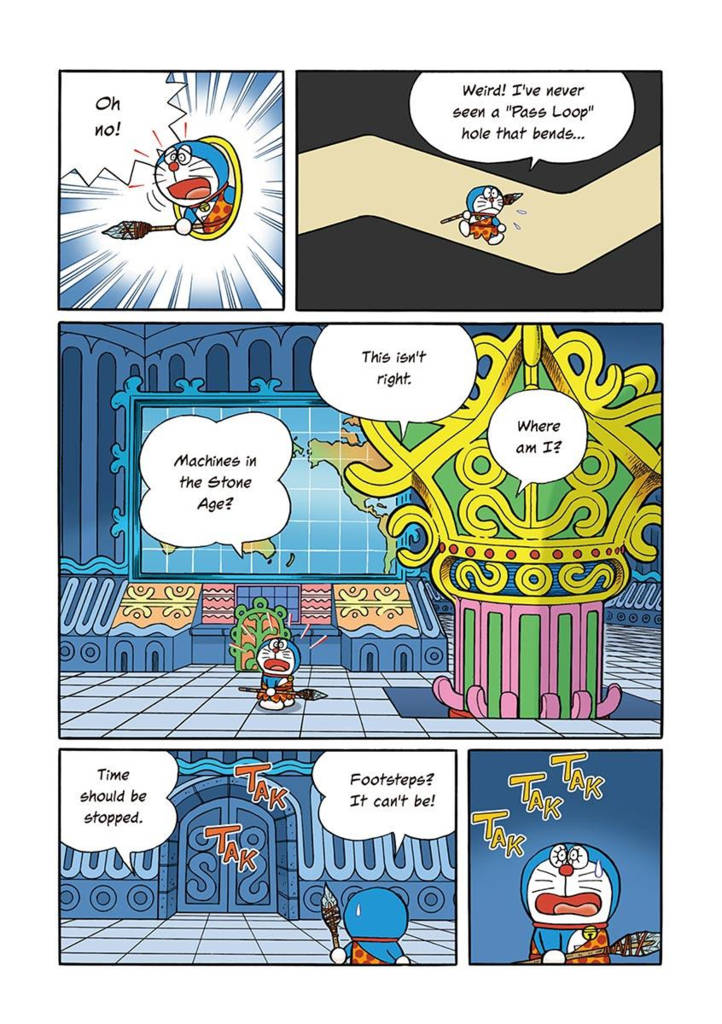 Oh
no!
Weird! I've never
seen a "Pass Loop"
hole that bends...
This isn't
right.
Where
am I?
Machines in
the Stone
Age?
Time
should be
stopped.
TAK
TAK
Footsteps?
It can't be!
TAK
TAK
TAK